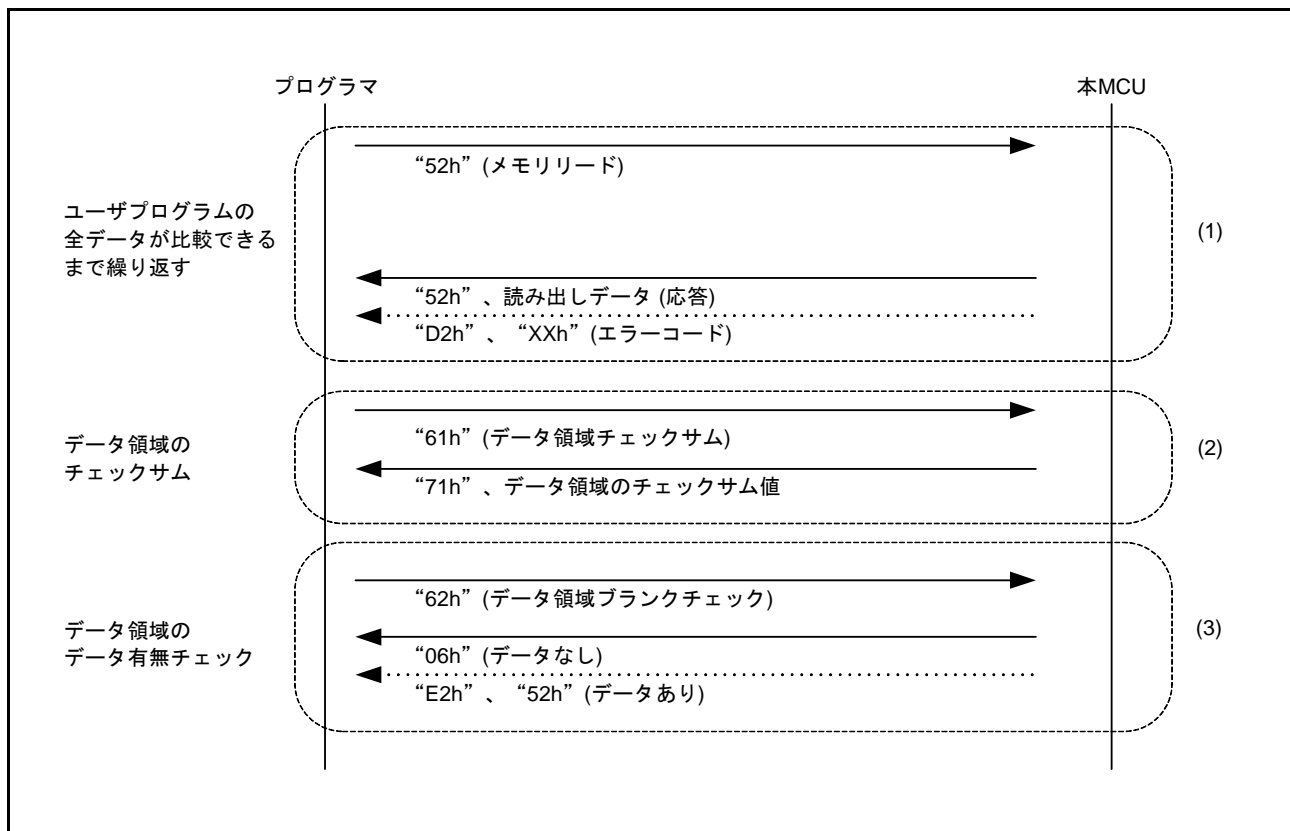 プログラマ
本MCU
“52h” (メモリリード)
ユーザプログラムの
全データが比較できる
まで繰り返す
(1)
“52h” 、読み出しデータ (応答)
“D2h” 、 “XXh” (エラーコード)
“61h” (データ領域チェックサム)
データ領域の
チェックサム
(2)
“71h” 、データ領域のチェックサム値
“62h” (データ領域ブランクチェック)
データ領域の
データ有無チェック
(3)
“06h” (データなし)
“E2h” 、 “52h” (データあり)